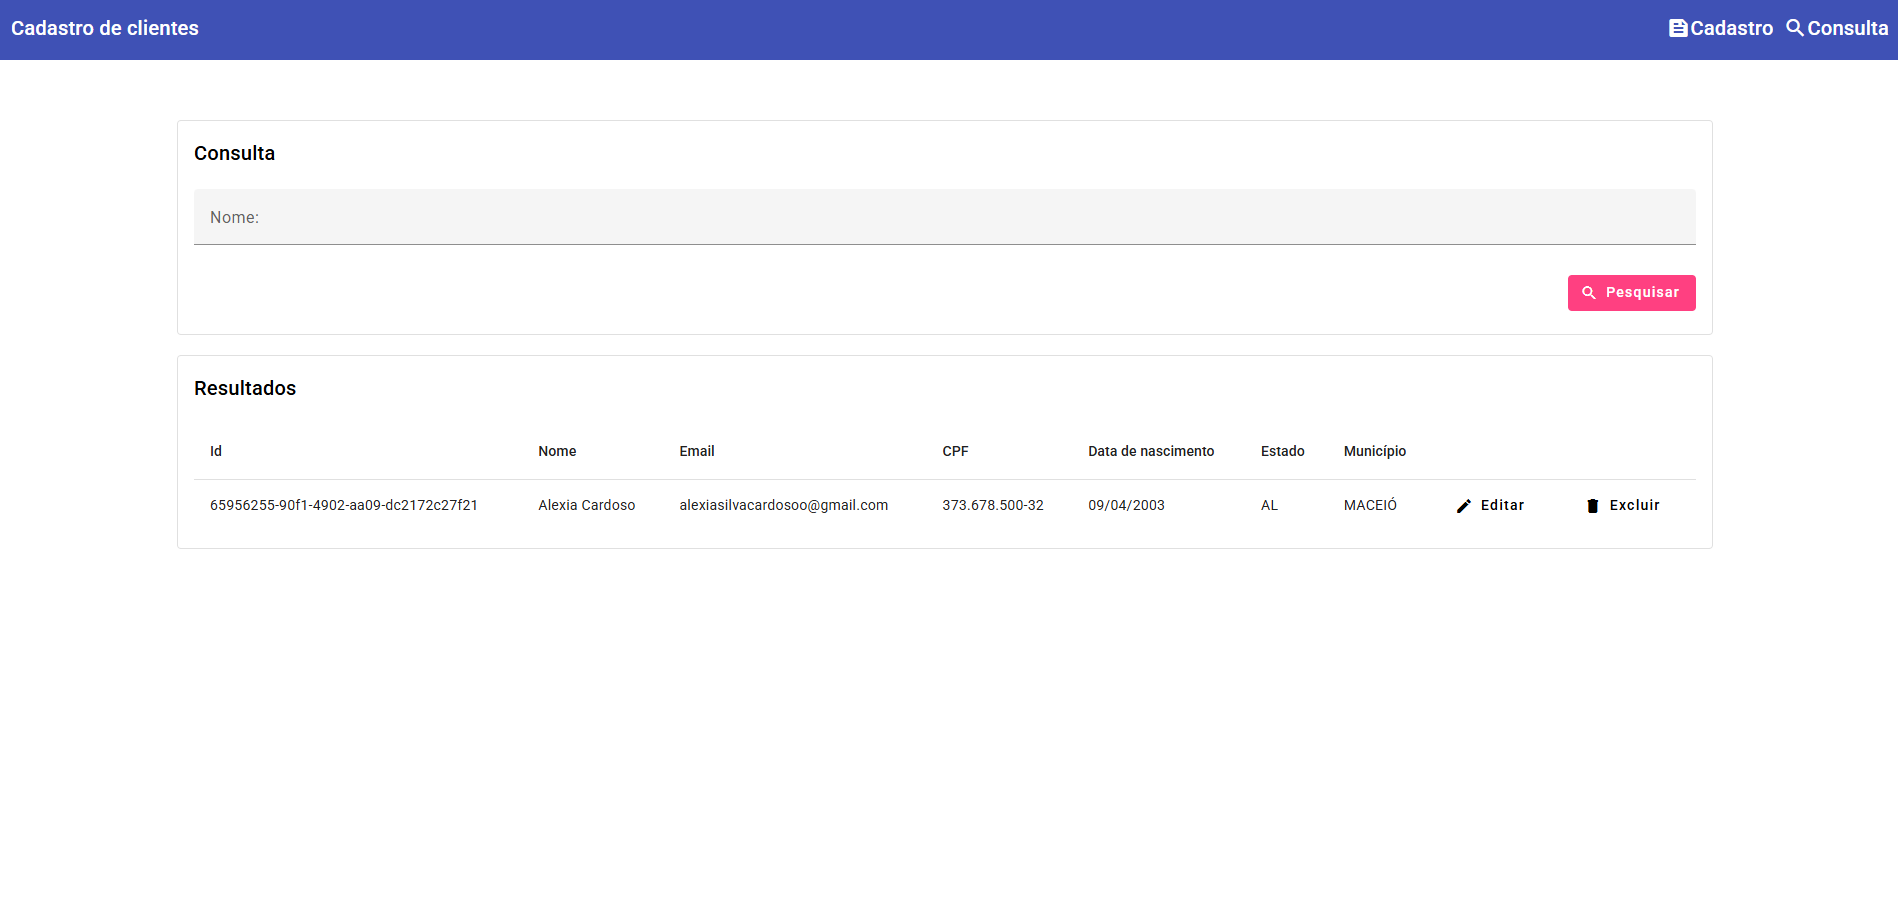 Cadastro de clientes Cadastro Consulta
Consulta
Nome:
Pesquisar
Resultados
Id Nome Email CPF Data de nascimento Estado Município
65956255-90f1-4902-aa09-dc2172c27f21 Alexia Cardoso alexiasilvacardosoo@gmail.com 373.678.500-32 09/04/2003 AL MACEIÓ Editar Excluir